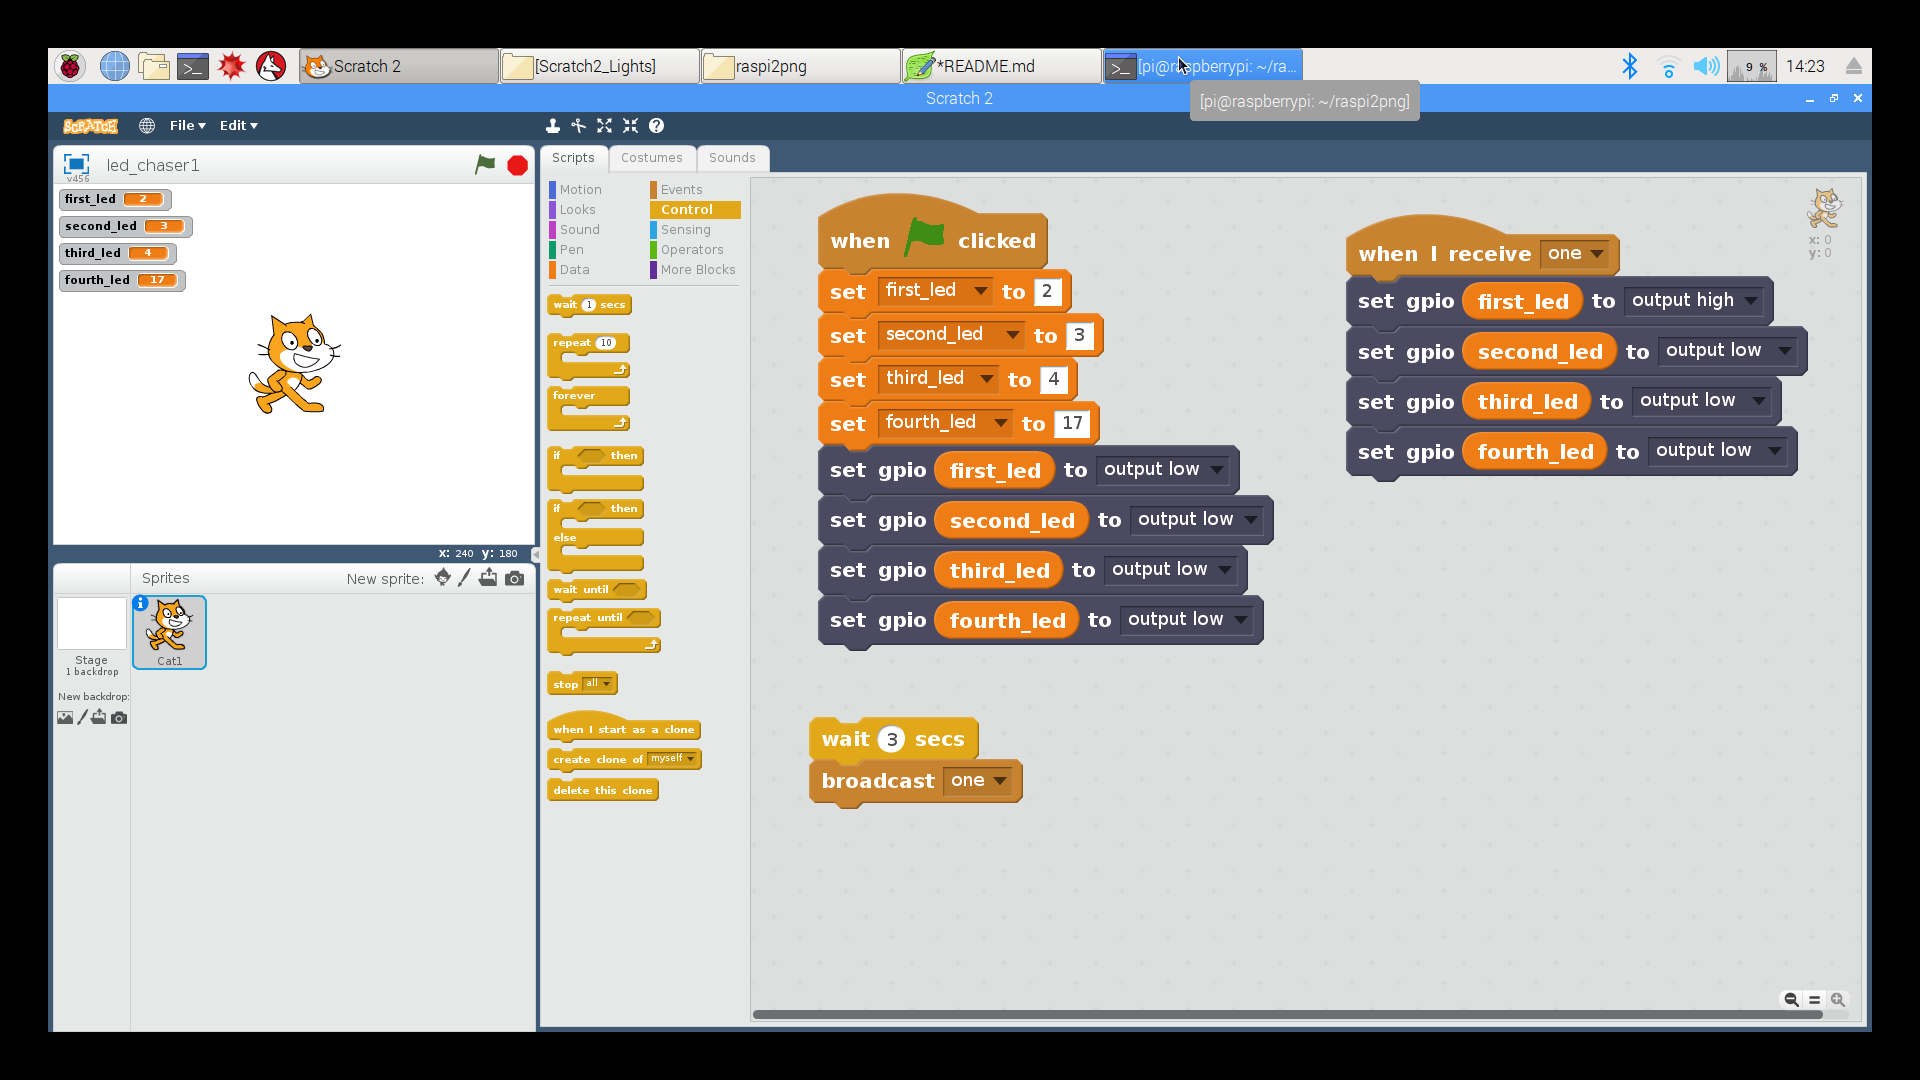 Scratch 2
[Scratch2_Lights]
raspi2png
*README.md
[pi@raspberrypi: ~/ra...
9 %
14:23
Scratch 2
[pi@raspberrypi: ~/raspi2png]
SCRATCH
File
Edit
v456
led_chaser1
first_led 2
second_led 3
third_led 4
fourth_led 17
x: 240 y: 180
Sprites
New sprite:
Stage
1 backdrop
New backdrop:
Cat1
Scripts
Costumes
Sounds
Motion
Events
Looks
Control
Sound
Sensing
Pen
Operators
Data
More Blocks
wait 1 secs
repeat 10
forever
if then
if then
else
wait until
repeat until
stop all
when I start as a clone
create clone of myself
delete this clone
when clicked
set first_led to 2
set second_led to 3
set third_led to 4
set fourth_led to 17
set gpio first_led to output low
set gpio second_led to output low
set gpio third_led to output low
set gpio fourth_led to output low
wait 3 secs
broadcast one
when I receive one
set gpio first_led to output high
set gpio second_led to output low
set gpio third_led to output low
set gpio fourth_led to output low
x: 0
y: 0